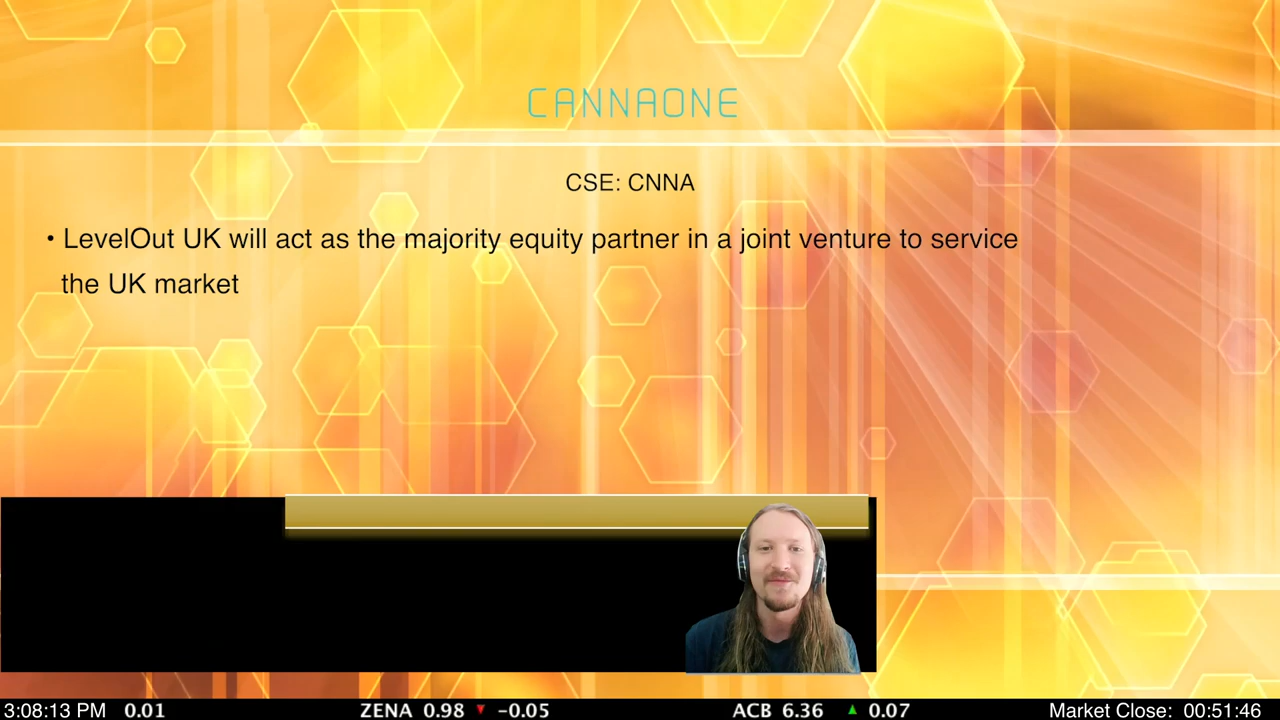 CANNAONE
CSE: CNNA
• LevelOut UK will act as the majority equity partner in a joint venture to service
the UK market
3:08:13 PM 0.01 ZENA 0.98 ▼ -0.05 ACB 6.36 ▲ 0.07 Market Close: 00:51:46